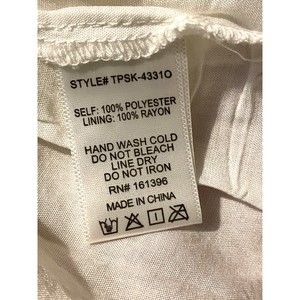 STYLE# TPSK-4331O
SELF: 100% POLYESTER
LINING: 100% RAYON
HAND WASH COLD
DO NOT BLEACH
LINE DRY
DO NOT IRON
RN# 161396
MADE IN CHINA